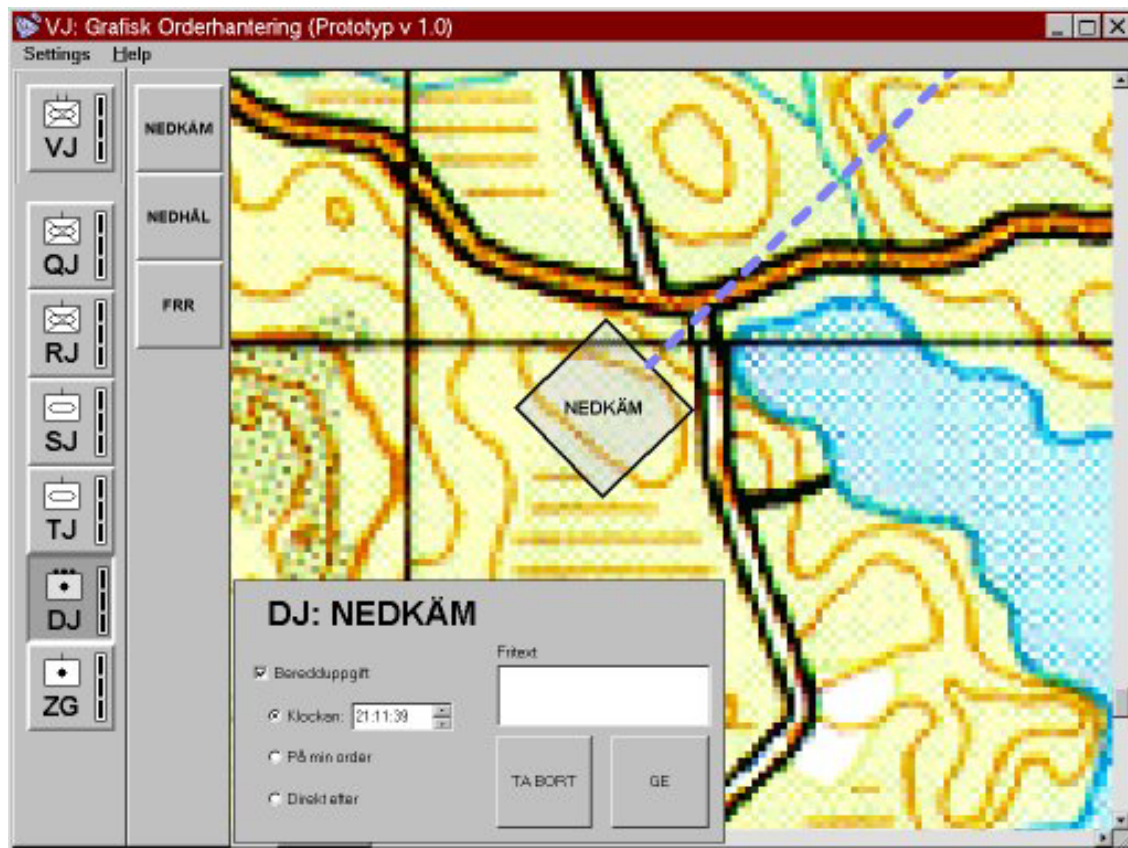 VJ: Grafisk Orderhantering (Prototyp v 1.0)
Settings Help
VJ
QJ
RJ
SJ
TJ
DJ
ZG
NEDKÄM
NEDHÅL
FRR
NEDKÄM
DJ: NEDKÄM
Beredduppgift
Klockan: 21:11:39
På min order
Direkt efter
Fritext
TA BORT
GE